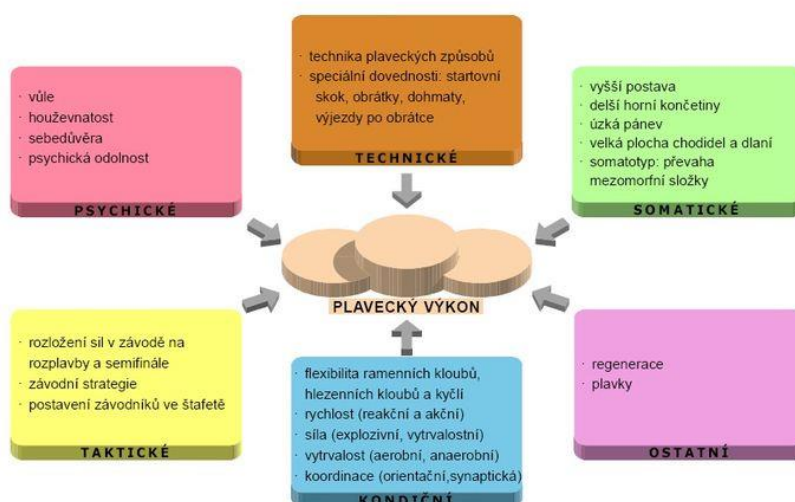 · vůle
· houževnatost
· sebedůvěra
· psychická odolnost
PSYCHICKÉ
· technika plaveckých způsobů
· speciální dovednosti: startovní
skok, obrátky, dohmaty,
výjezdy po obrátce
TECHNICKÉ
· vyšší postava
· delší horní končetiny
· úzká pánev
· velká plocha chodidel a dlaní
· somatotyp: převaha
mezomorfní složky
SOMATICKÉ
PLAVECKÝ VÝKON
· rozložení sil v závodě na
rozplavby a semifinále
· závodní strategie
· postavení závodníků ve štafetě
TAKTICKÉ
· flexibilita ramenních kloubů,
hlezenních kloubů a kyčlí
· rychlost (reakční a akční)
· síla (explozivní, vytrvalostní)
· vytrvalost (aerobní, anaerobní)
· koordinace (orientační,synaptická)
KONDIČNÍ
· regenerace
· plavky
OSTATNÍ